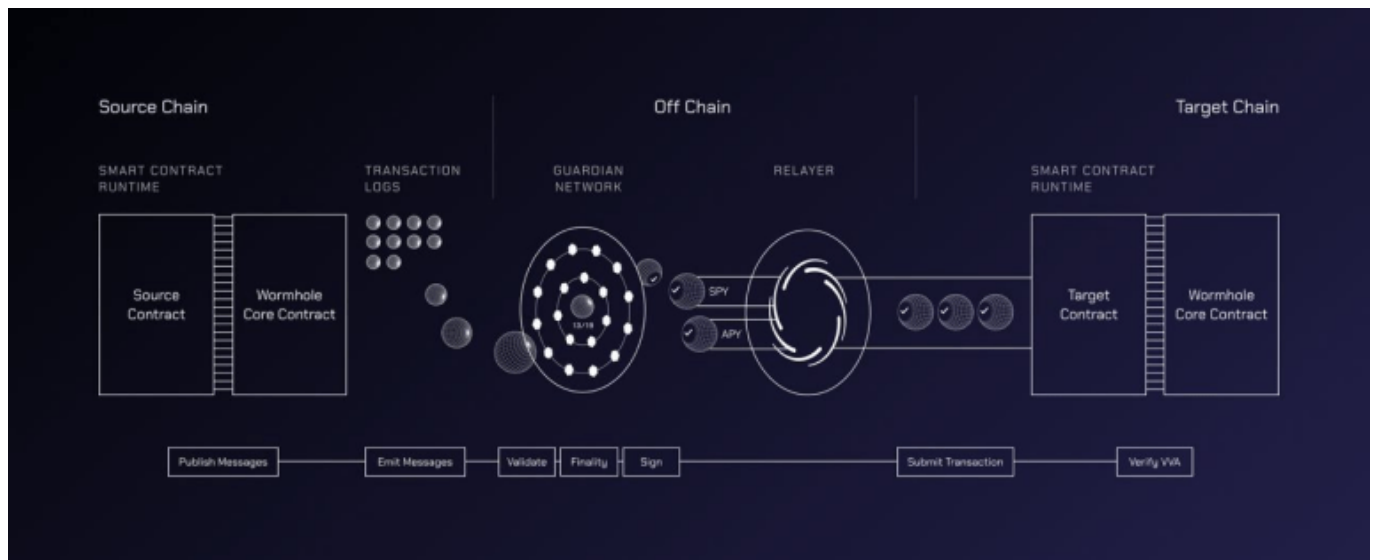 Source Chain
Off Chain
Target Chain
SMART CONTRACT
RUNTIME
TRANSACTION
LOGS
GUARDIAN
NETWORK
RELAYER
SMART CONTRACT
RUNTIME
Source
Contract
Wormhole
Core Contract
13/19
SPY
APY
Target
Contract
Wormhole
Core Contract
Publish Messages
Emit Messages
Validate
Finality
Sign
Submit Transaction
Verify VVA